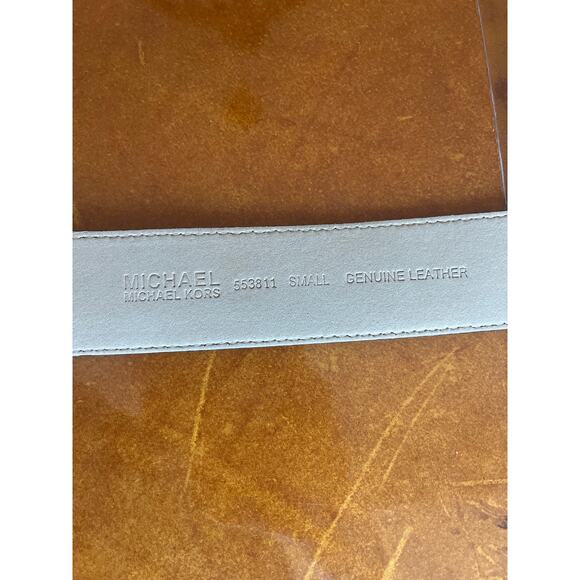 MICHAEL
MICHAEL KORS 553811 SMALL GENUINE LEATHER